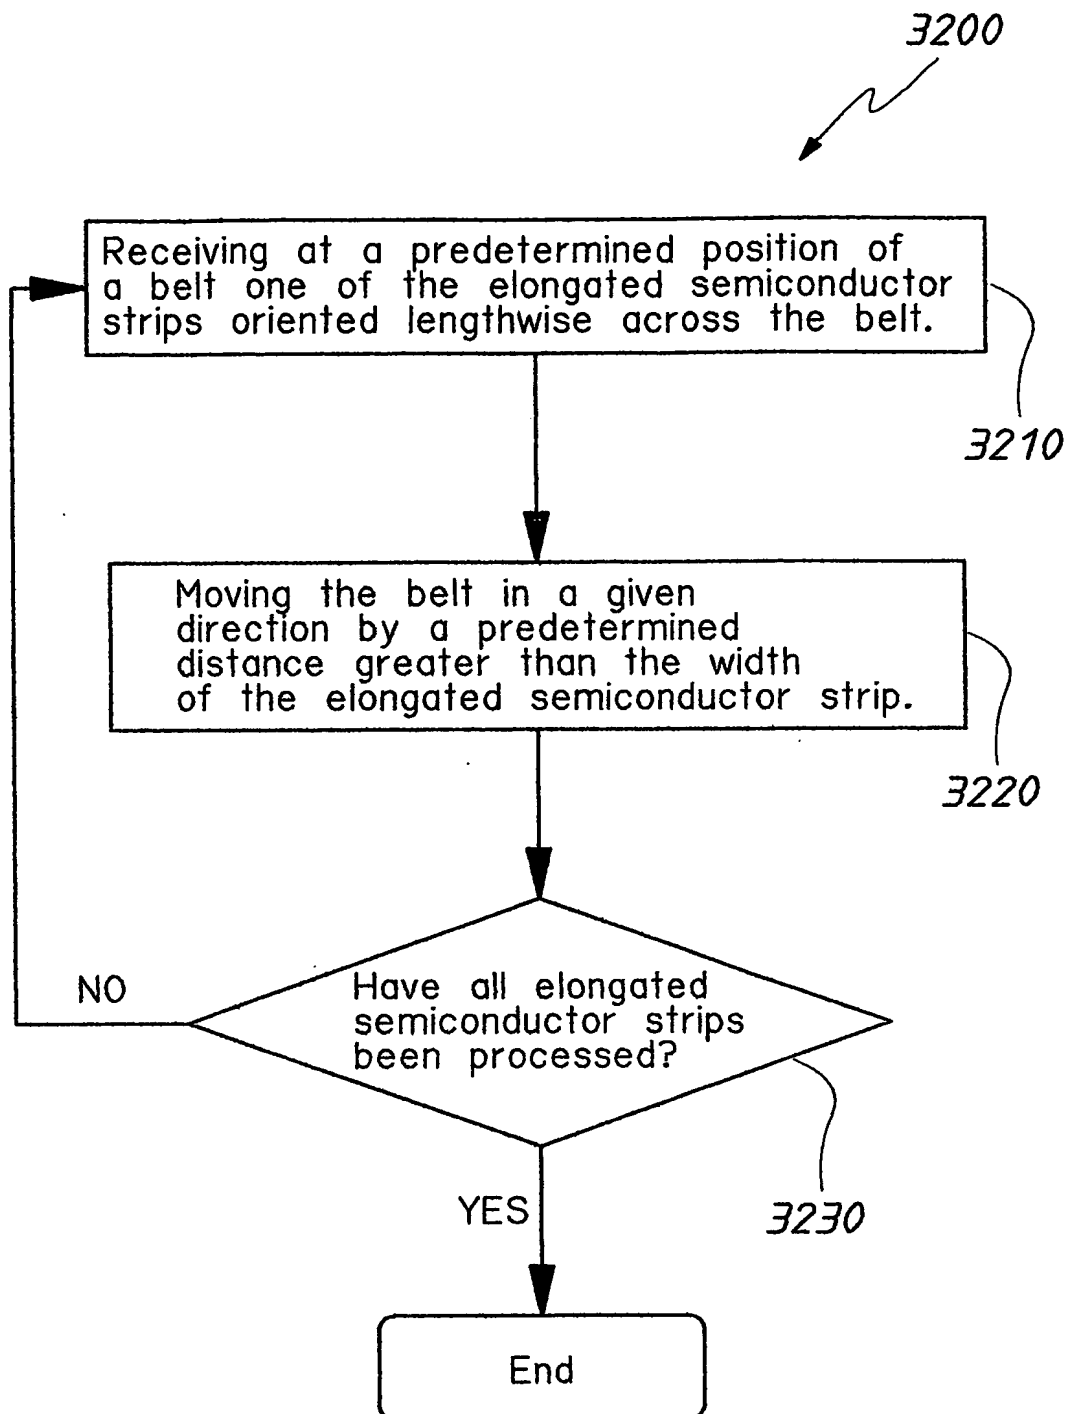 3200
Receiving at a predetermined position of
a belt one of the elongated semiconductor
strips oriented lengthwise across the belt.
3210
Moving the belt in a given
direction by a predetermined
distance greater than the width
of the elongated semiconductor strip.
3220
NO
Have all elongated
semiconductor strips
been processed?
YES
3230
End